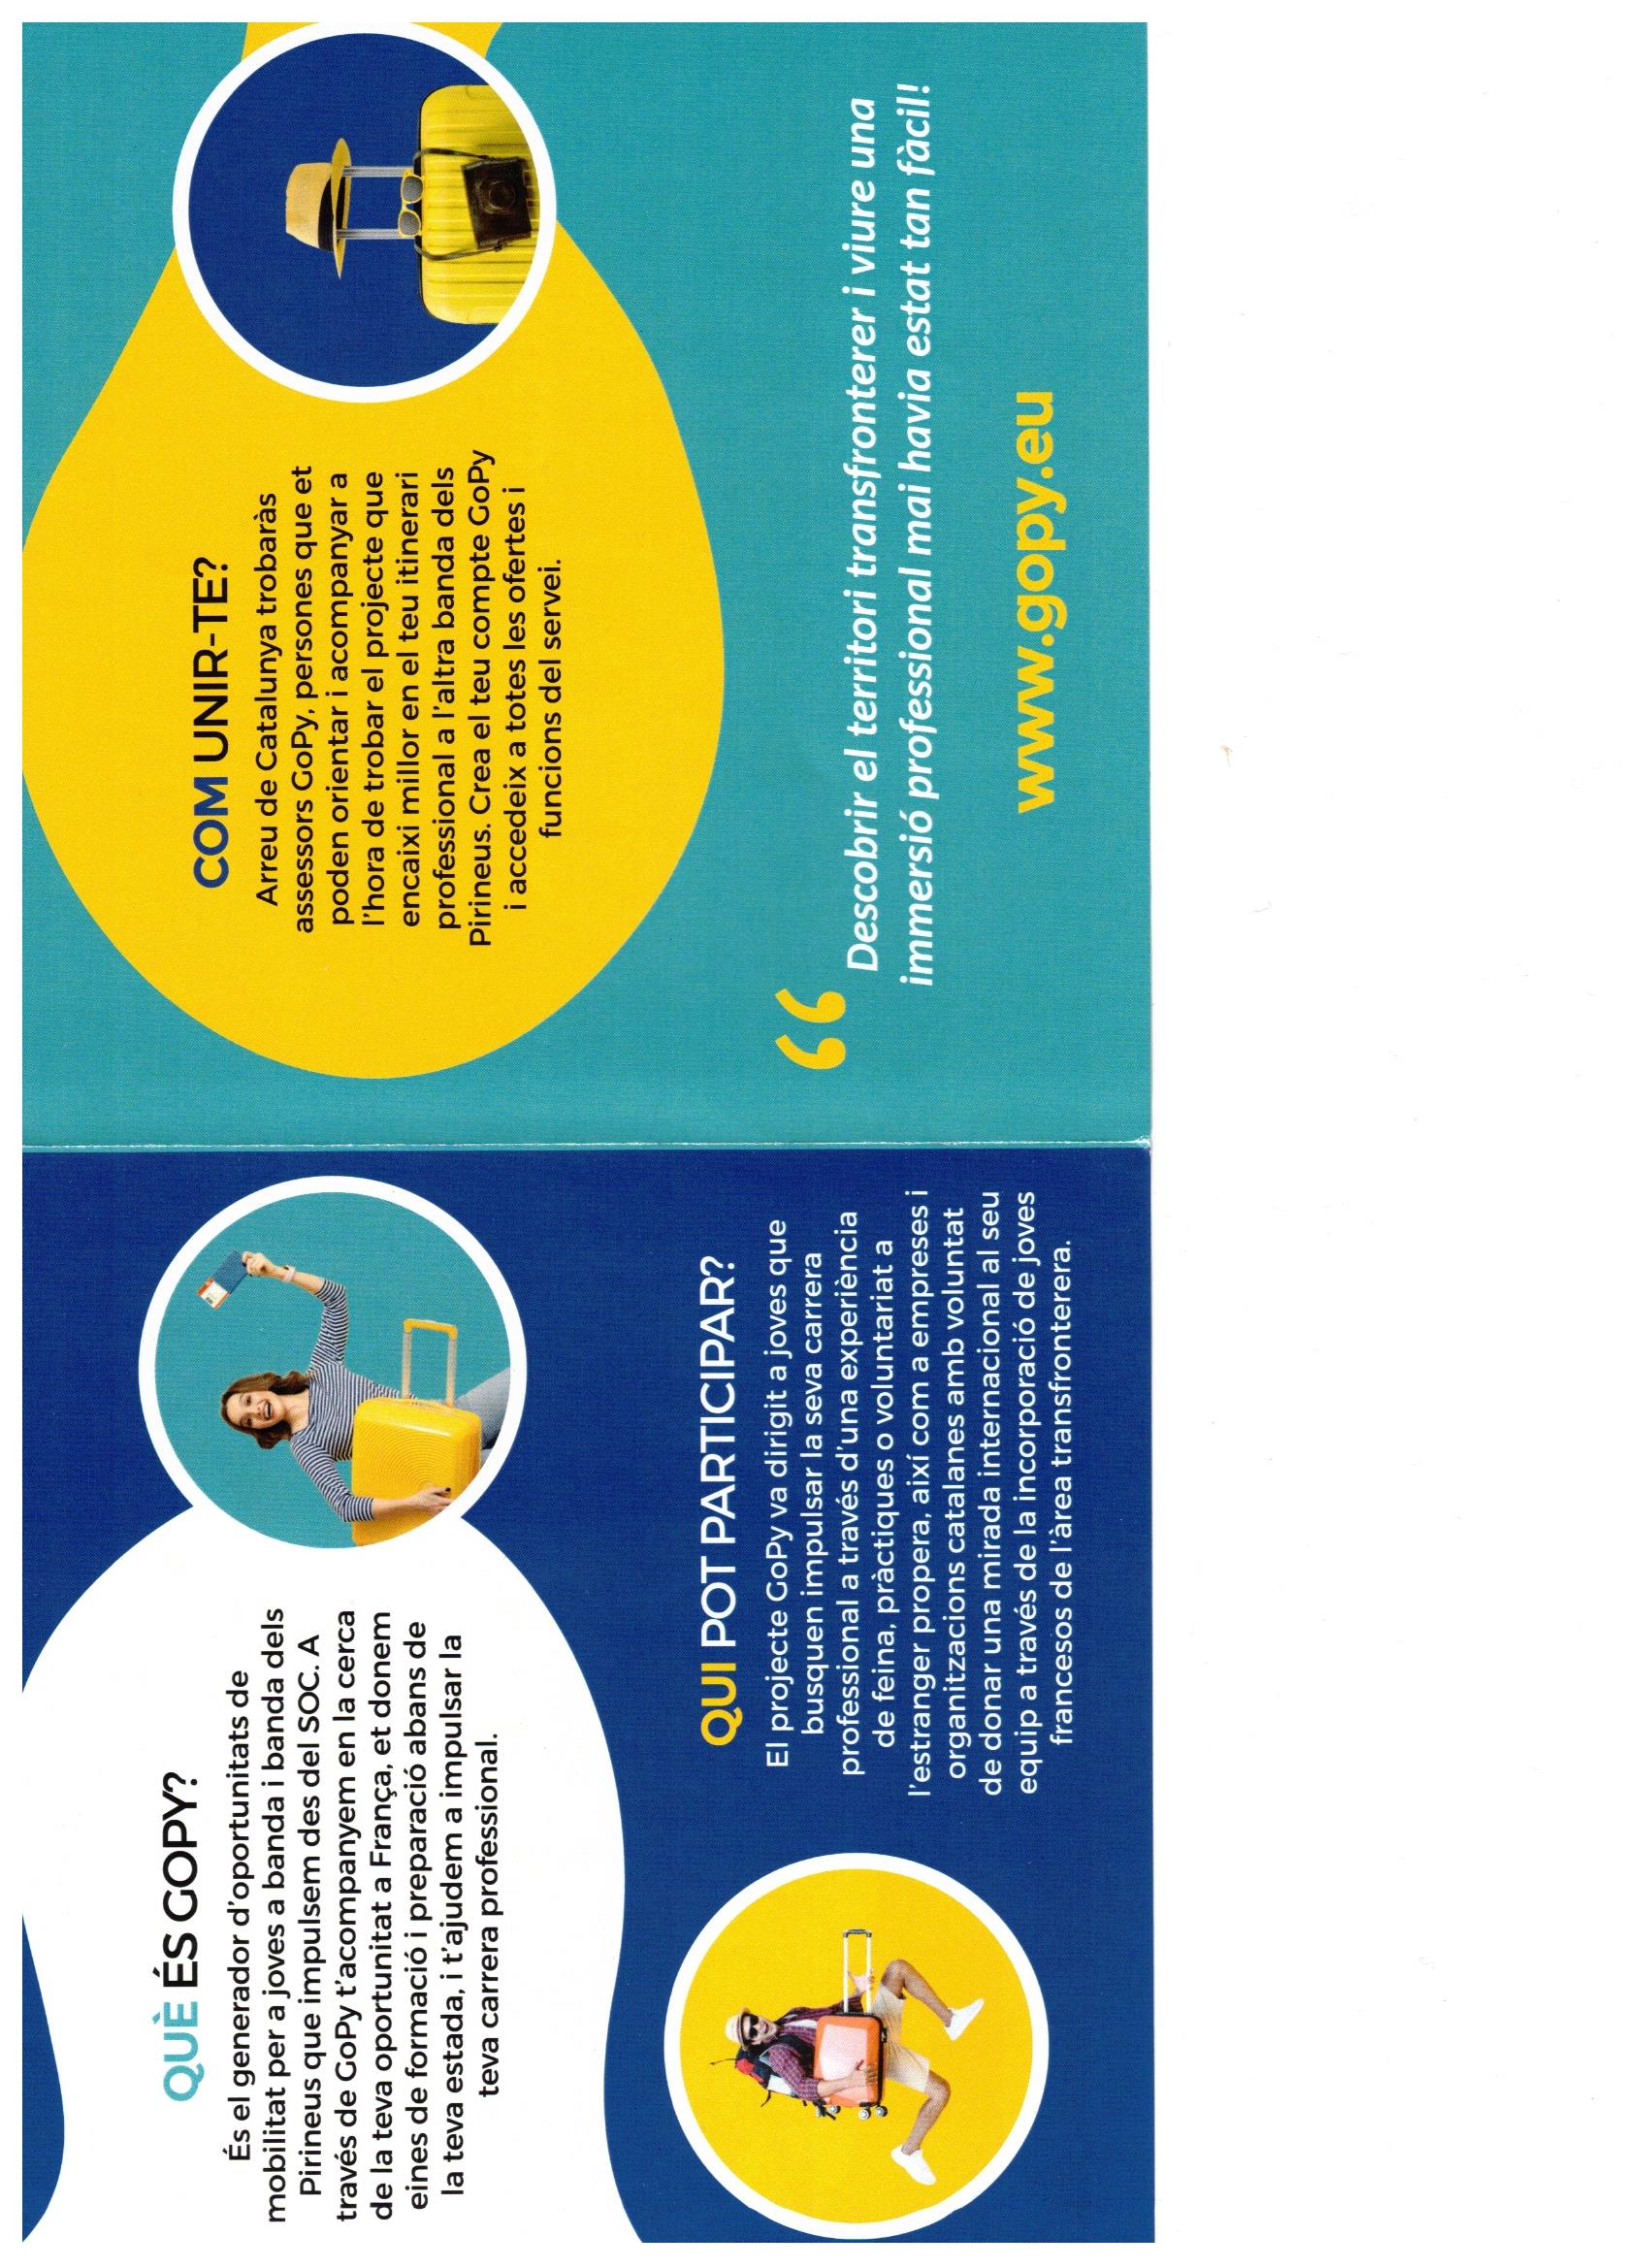 QUÈ ÉS GOPY?
És el generador d'oportunitats de
mobilitat per a joves a banda i banda dels
Pirineus que impulsem des del SOC. A
través de GoPy t'acompanyem en la cerca
de la teva oportunitat a França, et donem
eines de formació i preparació abans de
la teva estada, i t'ajudem a impulsar la
teva carrera professional.
QUI POT PARTICIPAR?
El projecte GoPy va dirigit a joves que
busquen impulsar la seva carrera
professional a través d'una experiència
de feina, pràctiques o voluntariat a
l'estranger propera, així com a empreses i
organitzacions catalanes amb voluntat
de donar una mirada internacional al seu
equip a través de la incorporació de joves
francesos de l'àrea transfronterera.
COM UNIR-TE?
Arreu de Catalunya trobaràs
assessors GoPy, persones que et
poden orientar i acompanyar a
l'hora de trobar el projecte que
encaixi millor en el teu itinerari
professional a l'altra banda dels
Pirineus. Crea el teu compte GoPy
i accedeix a totes les ofertes i
funcions del servei.
“ Descobrir el territori transfronterer i viure una
immersió professional mai havia estat tan fàcil!
www.gopy.eu